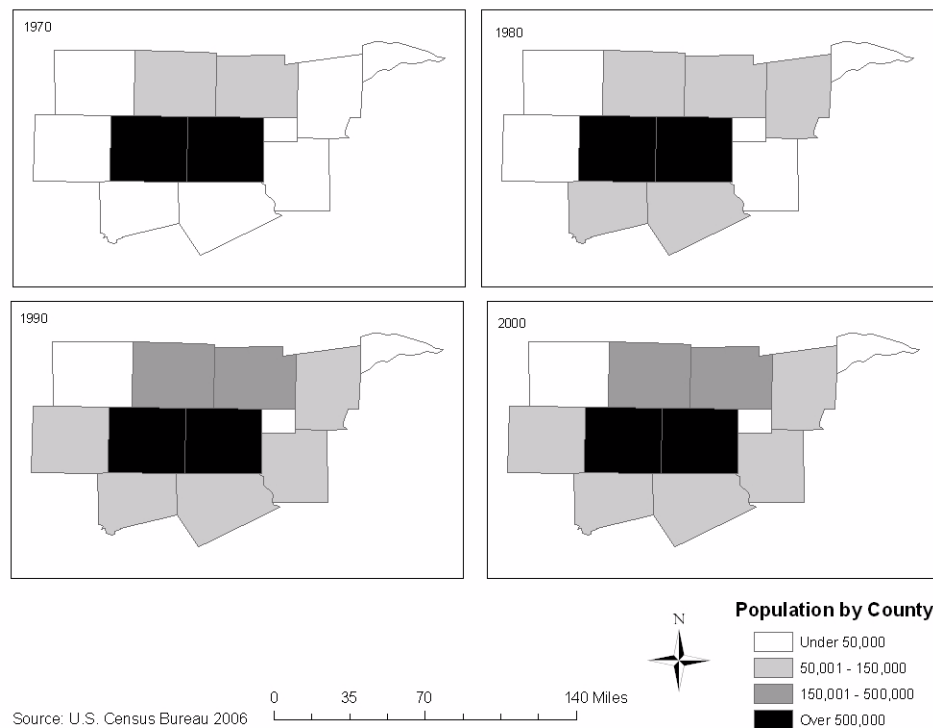 1970
1980
1990
2000
N
Population by County
Under 50,000
50,001 - 150,000
150,001 - 500,000
Over 500,000
0 35 70 140 Miles
Source: U.S. Census Bureau 2006